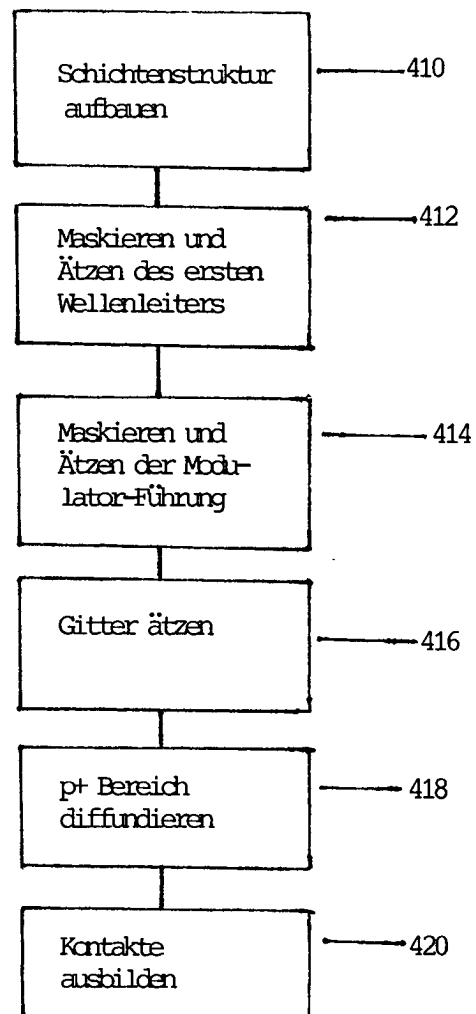 Schichtenstruktur
aufbauen
410
Maskieren und
Ätzen des ersten
Wellenleiters
412
Maskieren und
Ätzen der Modu-
lator-Führung
414
Gitter ätzen
416
p+ Bereich
diffundieren
418
Kontakte
ausbilden
420